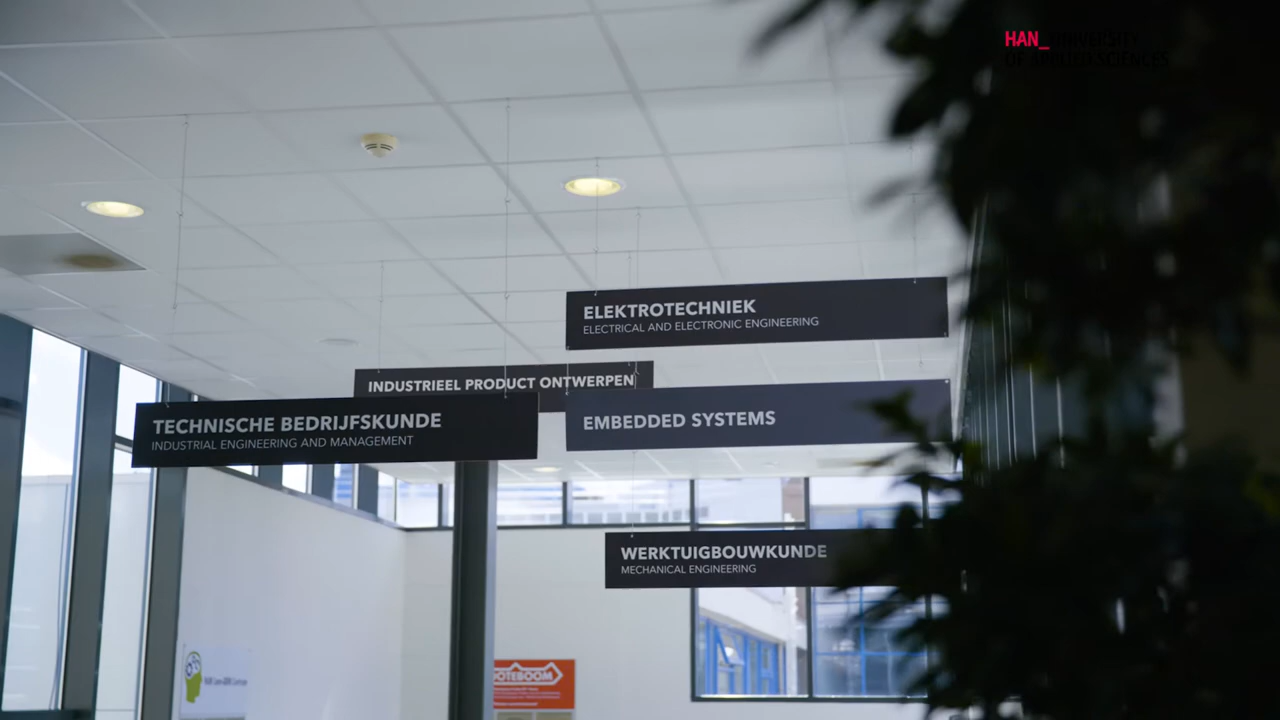 HAN_UNIVERSITY
OF APPLIED SCIENCES
ELEKTROTECHNIEK
ELECTRICAL AND ELECTRONIC ENGINEERING
INDUSTRIEEL PRODUCT ONTWERPEN
TECHNISCHE BEDRIJFSKUNDE
INDUSTRIAL ENGINEERING AND MANAGEMENT
EMBEDDED SYSTEMS
WERKTUIGBOUWKUNDE
MECHANICAL ENGINEERING